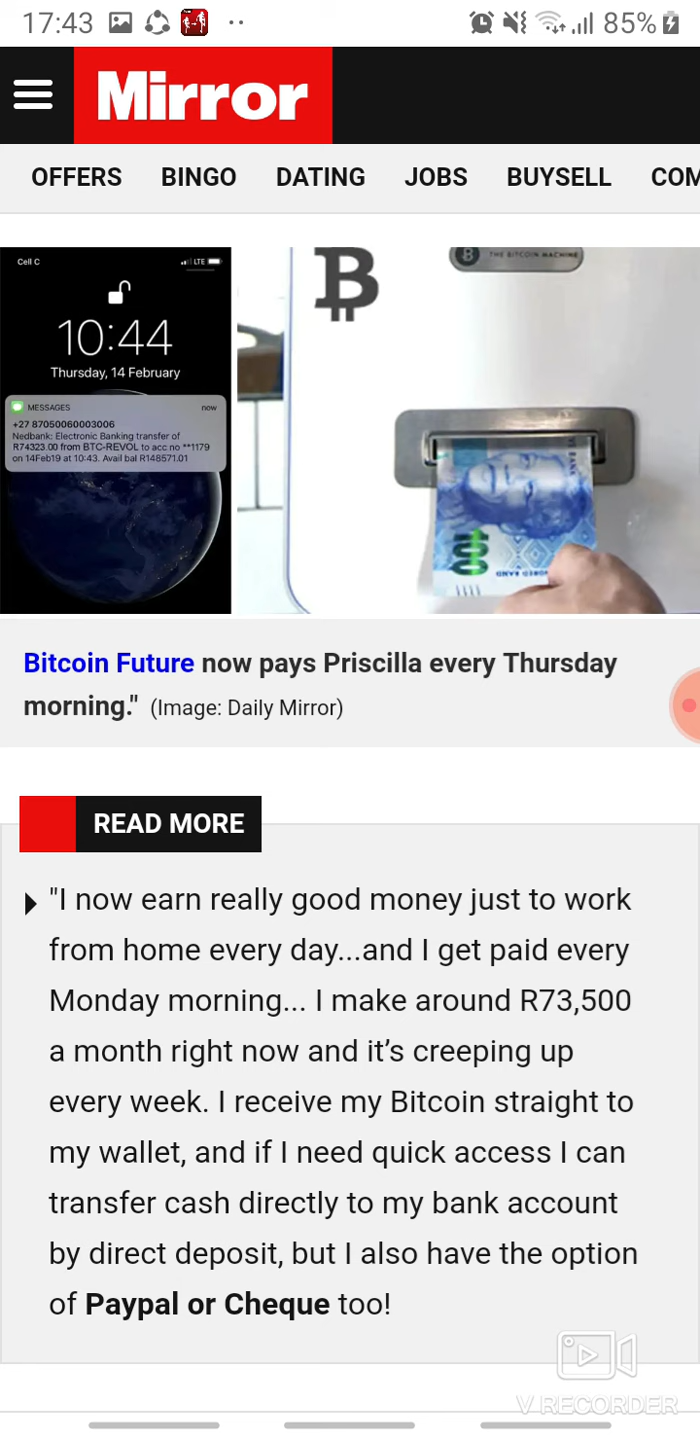 17:43
85%
Mirror
OFFERS BINGO DATING JOBS BUYSELL COM
Cell C
LTE
10:44
Thursday, 14 February
MESSAGES now
+27 87050060003006
Nedbank: Electronic Banking transfer of
R74323.00 from BTC-REVOL to acc no **1179
on 14Feb19 at 10:43. Avail bal R148571.01
THE BITCOIN MACHINE
100
Bitcoin Future now pays Priscilla every Thursday
morning." (Image: Daily Mirror)
READ MORE
"I now earn really good money just to work
from home every day...and I get paid every
Monday morning... I make around R73,500
a month right now and it’s creeping up
every week. I receive my Bitcoin straight to
my wallet, and if I need quick access I can
transfer cash directly to my bank account
by direct deposit, but I also have the option
of Paypal or Cheque too!
V RECORDER